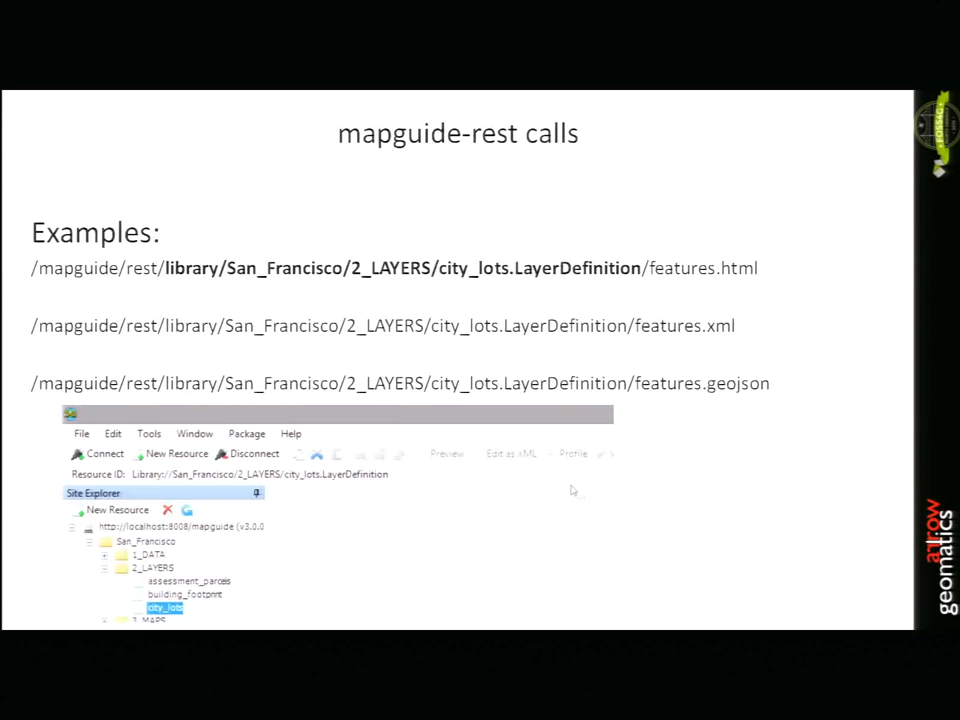 mapguide-rest calls
Examples:
/mapguide/rest/library/San_Francisco/2_LAYERS/city_lots.LayerDefinition/features.html
/mapguide/rest/library/San_Francisco/2_LAYERS/city_lots.LayerDefinition/features.xml
/mapguide/rest/library/San_Francisco/2_LAYERS/city_lots.LayerDefinition/features.geojson
File Edit Tools Window Package Help
Connect New Resource Disconnect Preview Edit as XML Profile
Resource ID: Library://San_Francisco/2_LAYERS/city_lots.LayerDefinition
Site Explorer
New Resource
http://localhost:8008/mapguide (v3.0.0
San_Francisco
1_DATA
2_LAYERS
assessment_parcels
building_footprint
city_lots
3_MAPS
FOSS4G
arrow
geomatics